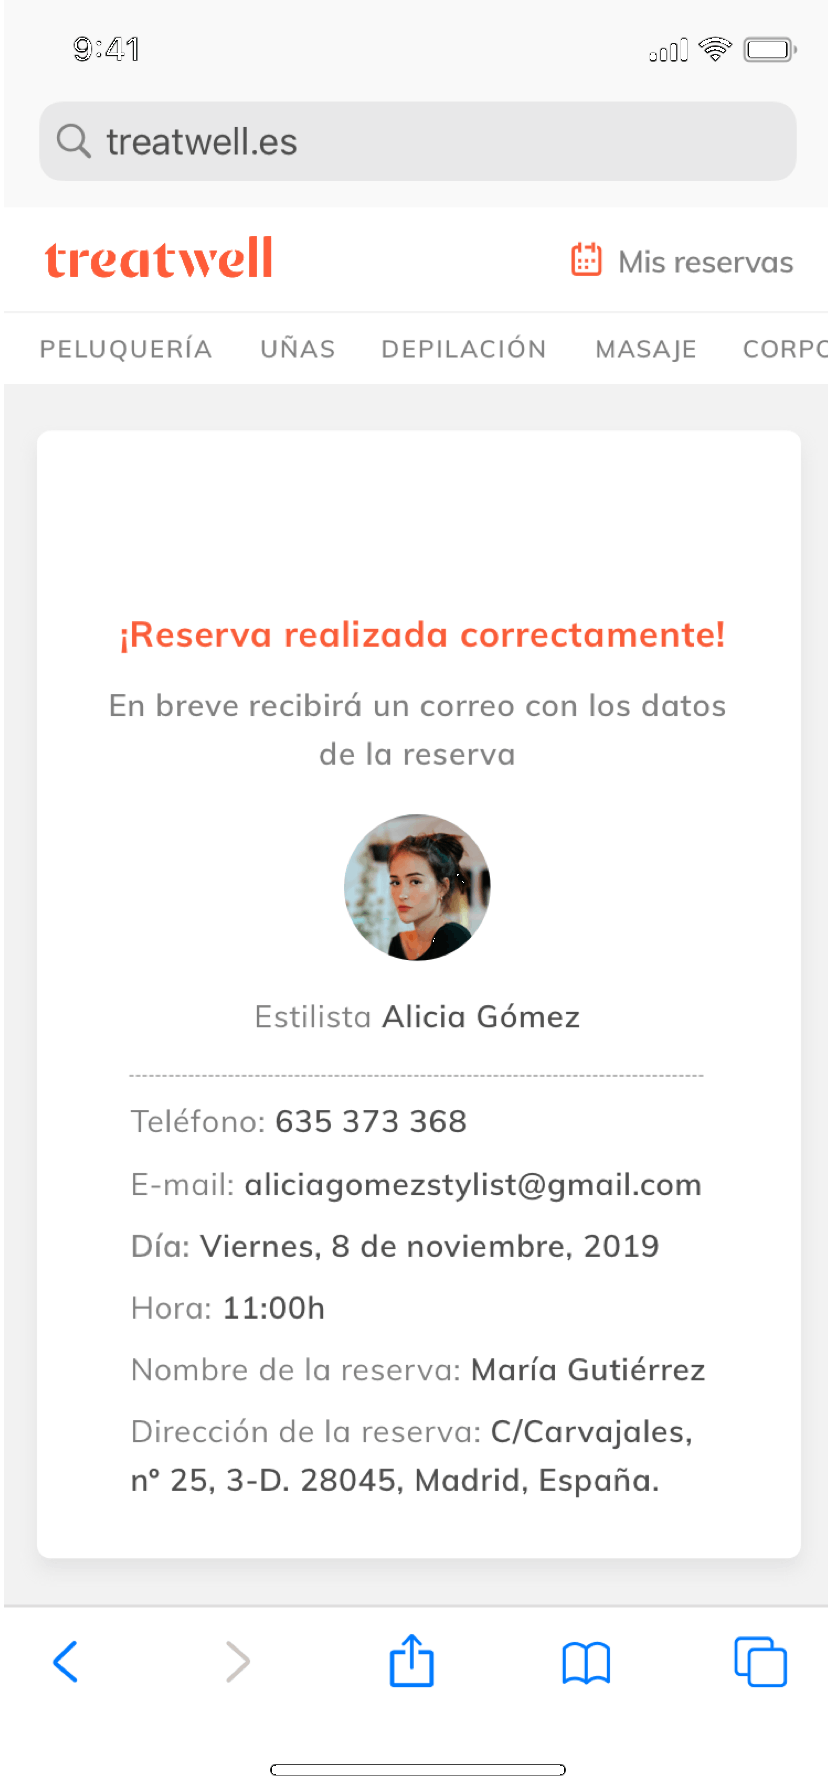 9:41
treatwell.es
treatwell
Mis reservas
PELUQUERÍA UÑAS DEPILACIÓN MASAJE CORPO
¡Reserva realizada correctamente!
En breve recibirá un correo con los datos
de la reserva
Estilista Alicia Gómez
Teléfono: 635 373 368
E-mail: aliciagomezstylist@gmail.com
Día: Viernes, 8 de noviembre, 2019
Hora: 11:00h
Nombre de la reserva: María Gutiérrez
Dirección de la reserva: C/Carvajales,
nº 25, 3-D. 28045, Madrid, España.